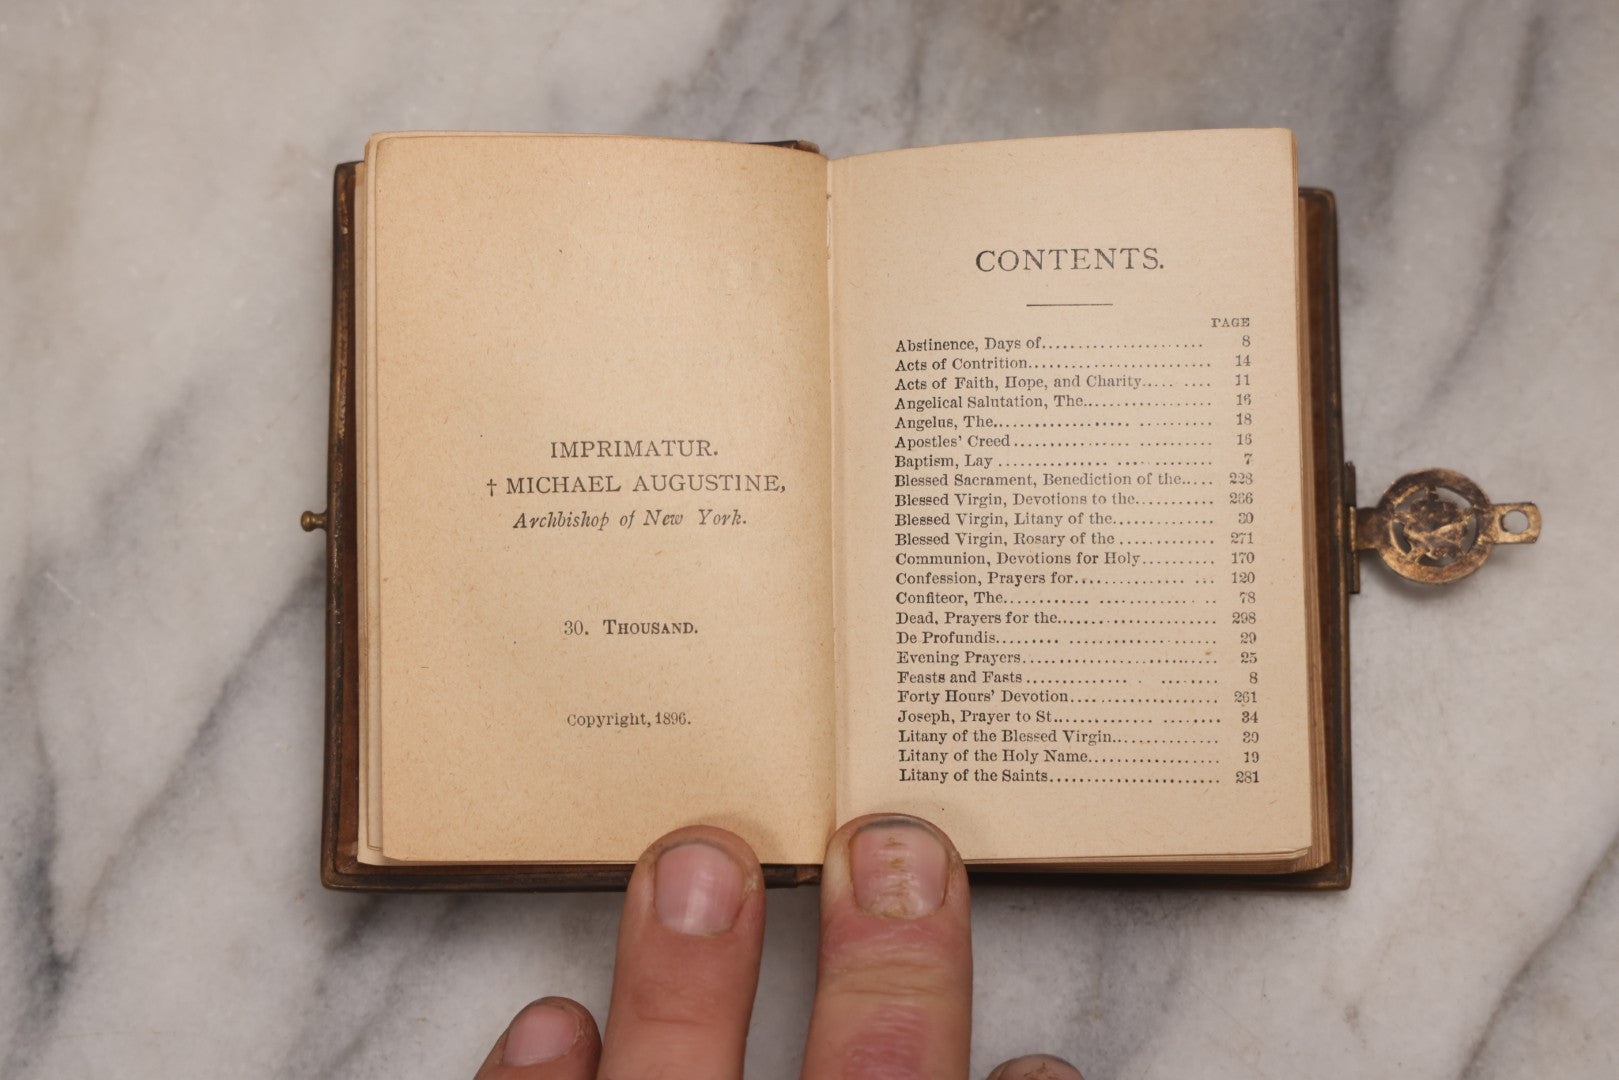 IMPRIMATUR.
† MICHAEL AUGUSTINE,
Archbishop of New York.
30. THOUSAND.
Copyright, 1896.
CONTENTS.
PAGE
Abstinence, Days of...................... 8
Acts of Contrition.......................... 14
Acts of Faith, Hope, and Charity..... .... 11
Angelical Salutation, The.................. 16
Angelus, The.................. .......... 18
Apostles' Creed ............... .......... 16
Baptism, Lay ............... ... ........ 7
Blessed Sacrament, Benediction of the..... 228
Blessed Virgin, Devotions to the........... 266
Blessed Virgin, Litany of the.............. 30
Blessed Virgin, Rosary of the ............ 271
Communion, Devotions for Holy.......... 170
Confession, Prayers for............... ... 120
Confiteor, The............ .......... . .. 78
Dead, Prayers for the...................... 298
De Profundis......... .................. 29
Evening Prayers.......................... 25
Feasts and Fasts ............. . ........ 8
Forty Hours' Devotion.................... 261
Joseph, Prayer to St............. ........ 34
Litany of the Blessed Virgin............... 30
Litany of the Holy Name.................. 19
Litany of the Saints........................ 281